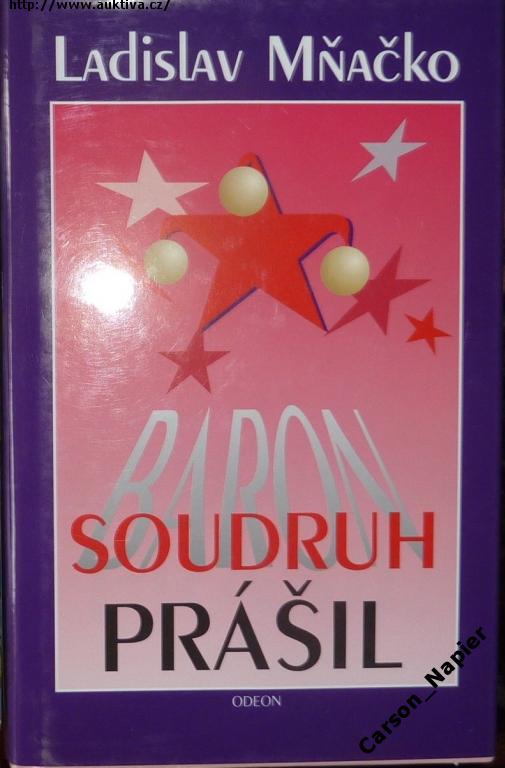 http://www.auktiva.cz/
Ladislav Mňačko
BARON
SOUDRUH
PRÁŠIL
ODEON
Carson_Napier